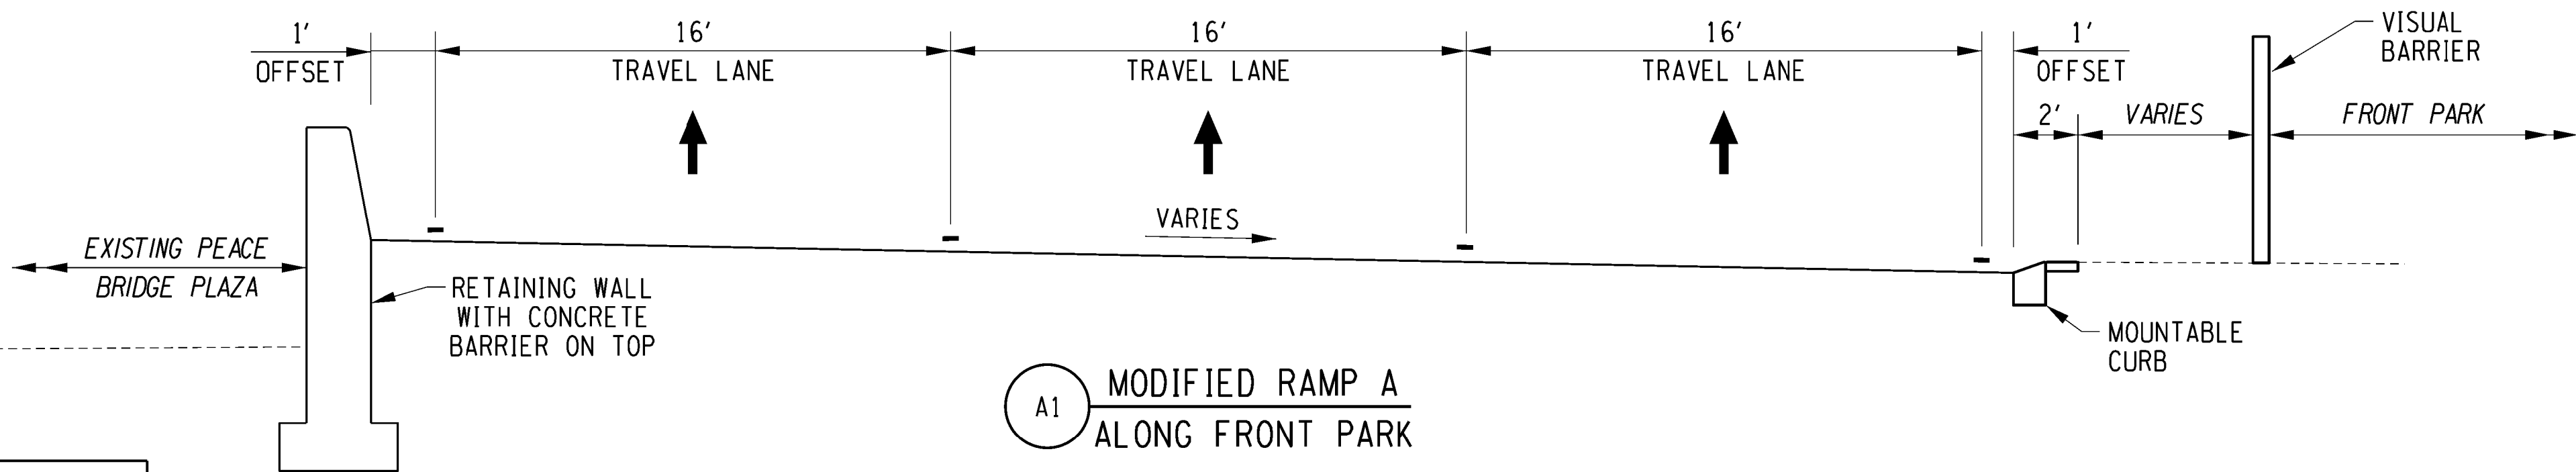 1'
OFFSET
16'
TRAVEL LANE
16'
TRAVEL LANE
16'
TRAVEL LANE
1'
OFFSET
2'
VARIES
VISUAL
BARRIER
FRONT PARK
VARIES
EXISTING PEACE
BRIDGE PLAZA
RETAINING WALL
WITH CONCRETE
BARRIER ON TOP
MOUNTABLE
CURB
A1
MODIFIED RAMP A
ALONG FRONT PARK